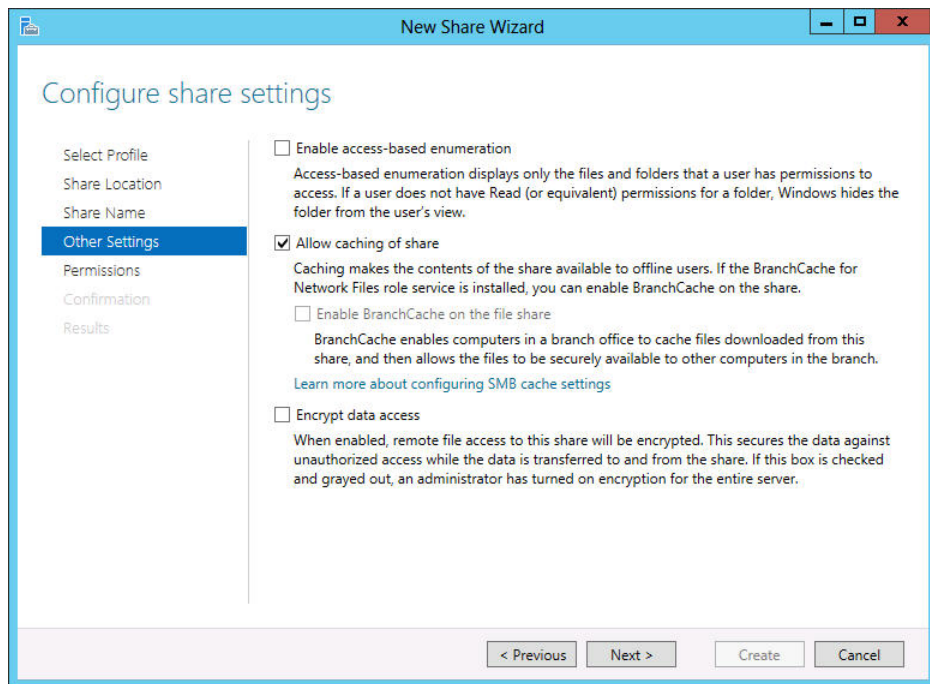 New Share Wizard
Configure share settings
Select Profile
Share Location
Share Name
Other Settings
Permissions
Confirmation
Results
Enable access-based enumeration
Access-based enumeration displays only the files and folders that a user has permissions to
access. If a user does not have Read (or equivalent) permissions for a folder, Windows hides the
folder from the user's view.
Allow caching of share
Caching makes the contents of the share available to offline users. If the BranchCache for
Network Files role service is installed, you can enable BranchCache on the share.
Enable BranchCache on the file share
BranchCache enables computers in a branch office to cache files downloaded from this
share, and then allows the files to be securely available to other computers in the branch.
Learn more about configuring SMB cache settings
Encrypt data access
When enabled, remote file access to this share will be encrypted. This secures the data against
unauthorized access while the data is transferred to and from the share. If this box is checked
and grayed out, an administrator has turned on encryption for the entire server.
< Previous
Next >
Create
Cancel